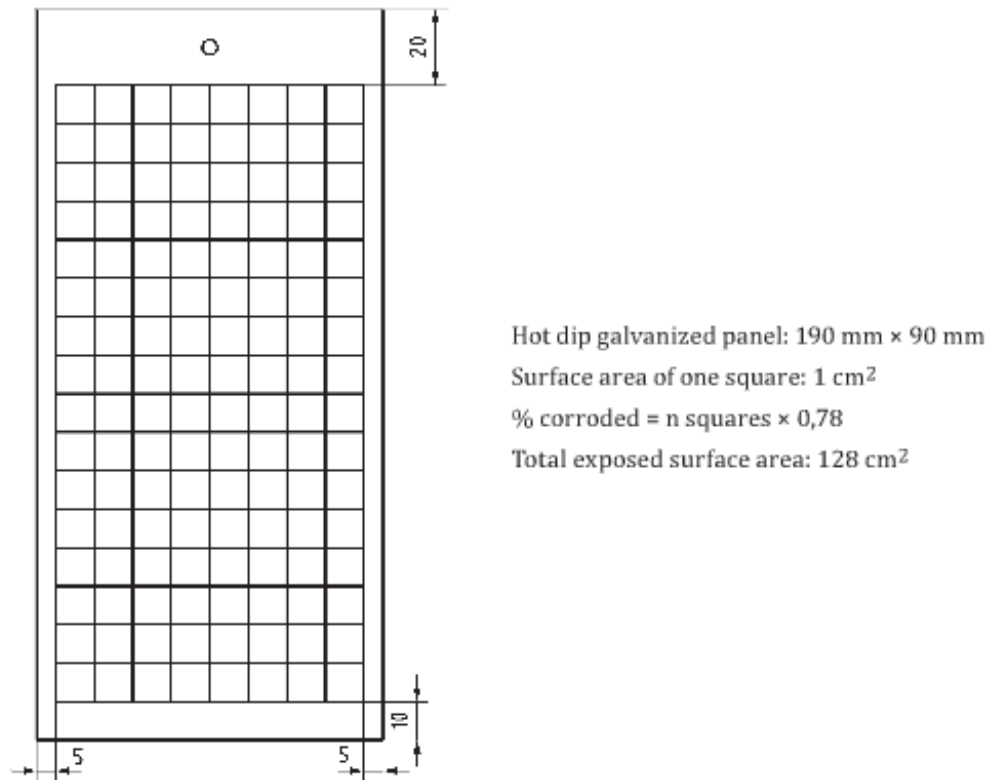 20
Hot dip galvanized panel: 190 mm × 90 mm
Surface area of one square: 1 cm²
% corroded = n squares × 0,78
Total exposed surface area: 128 cm²
10
5
5